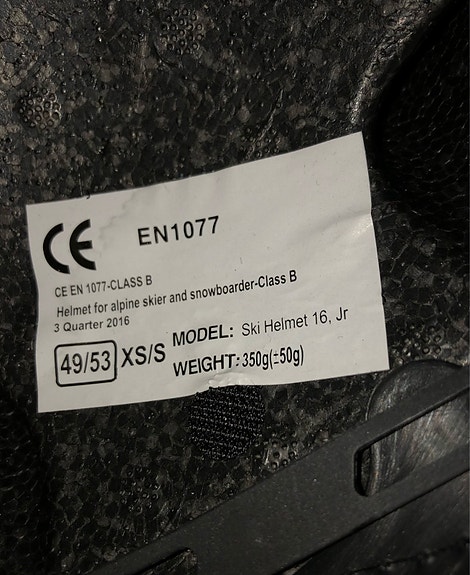 CE EN1077
CE EN 1077-CLASS B
Helmet for alpine skier and snowboarder-Class B
3 Quarter 2016
49/53 XS/S
MODEL: Ski Helmet 16, Jr
WEIGHT: 350g(±50g)